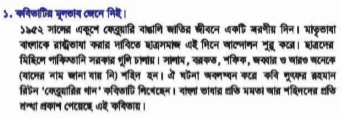 ১. কবিতাটির মূলভাব জেনে নিই।
১৯৫২ সালের একুশে ফেব্রুয়ারি বাঙালি জাতির জীবনে একটি স্মরণীয় দিন। মাতৃভাষা
বাংলাকে রাষ্ট্রভাষা করার দাবিতে ছাত্রসমাজ এই দিনে আন্দোলন শুরু করে। ছাত্রদের
মিছিলে পাকিস্তানি সরকার গুলি চালায়। সালাম, বরকত, শফিক, জব্বার ও আরও অনেকে
(যাদের নাম জানা যায় নি) শহিদ হন। ঐ ঘটনা অবলম্বন করে কবি লুৎফর রহমান
রিটন 'ফেব্রুয়ারির গান' কবিতাটি লিখেছেন। বাংলা ভাষার প্রতি মমতা আর শহিদদের প্রতি
শ্রদ্ধা প্রকাশ পেয়েছে এই কবিতায়।